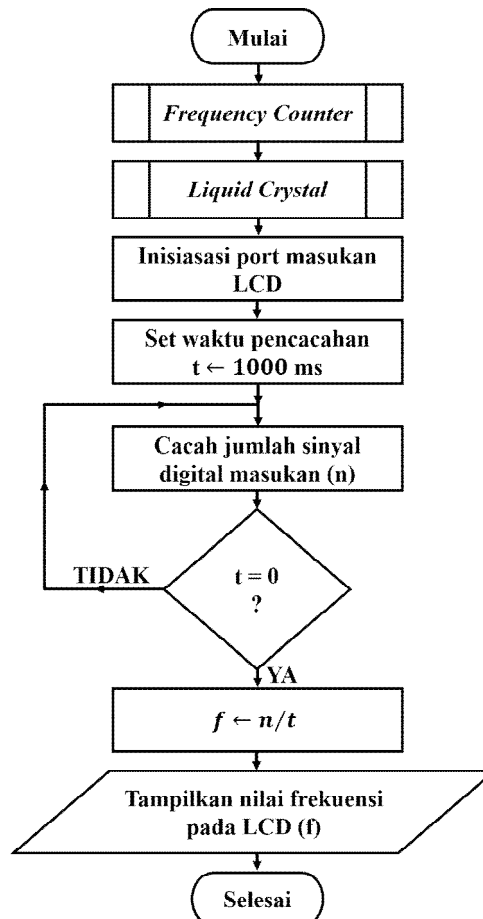 Mulai
Frequency Counter
Liquid Crystal
Inisiasasi port masukan
LCD
Set waktu pencacahan
t ← 1000 ms
Cacah jumlah sinyal
digital masukan (n)
TIDAK
t = 0
?
YA
f ← n/t
Tampilkan nilai frekuensi
pada LCD (f)
Selesai